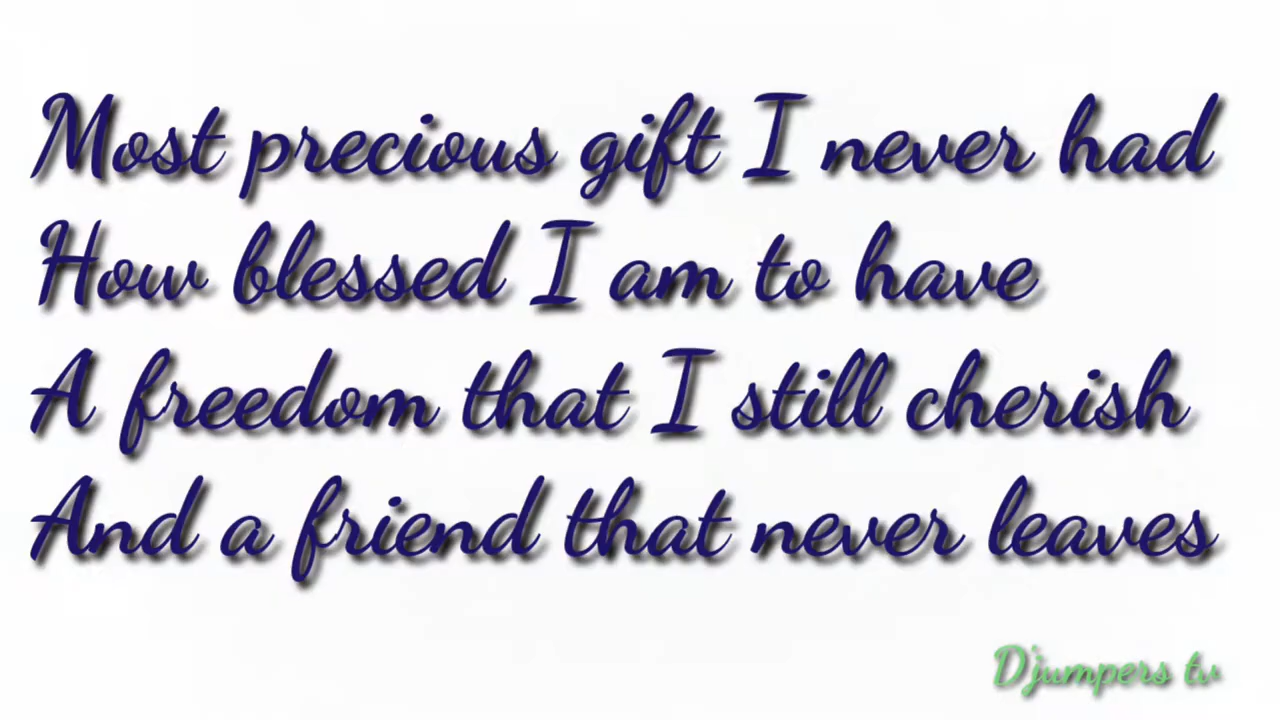 Most precious gift I never had
How blessed I am to have
A freedom that I still cherish
And a friend that never leaves
D'jumpers tv